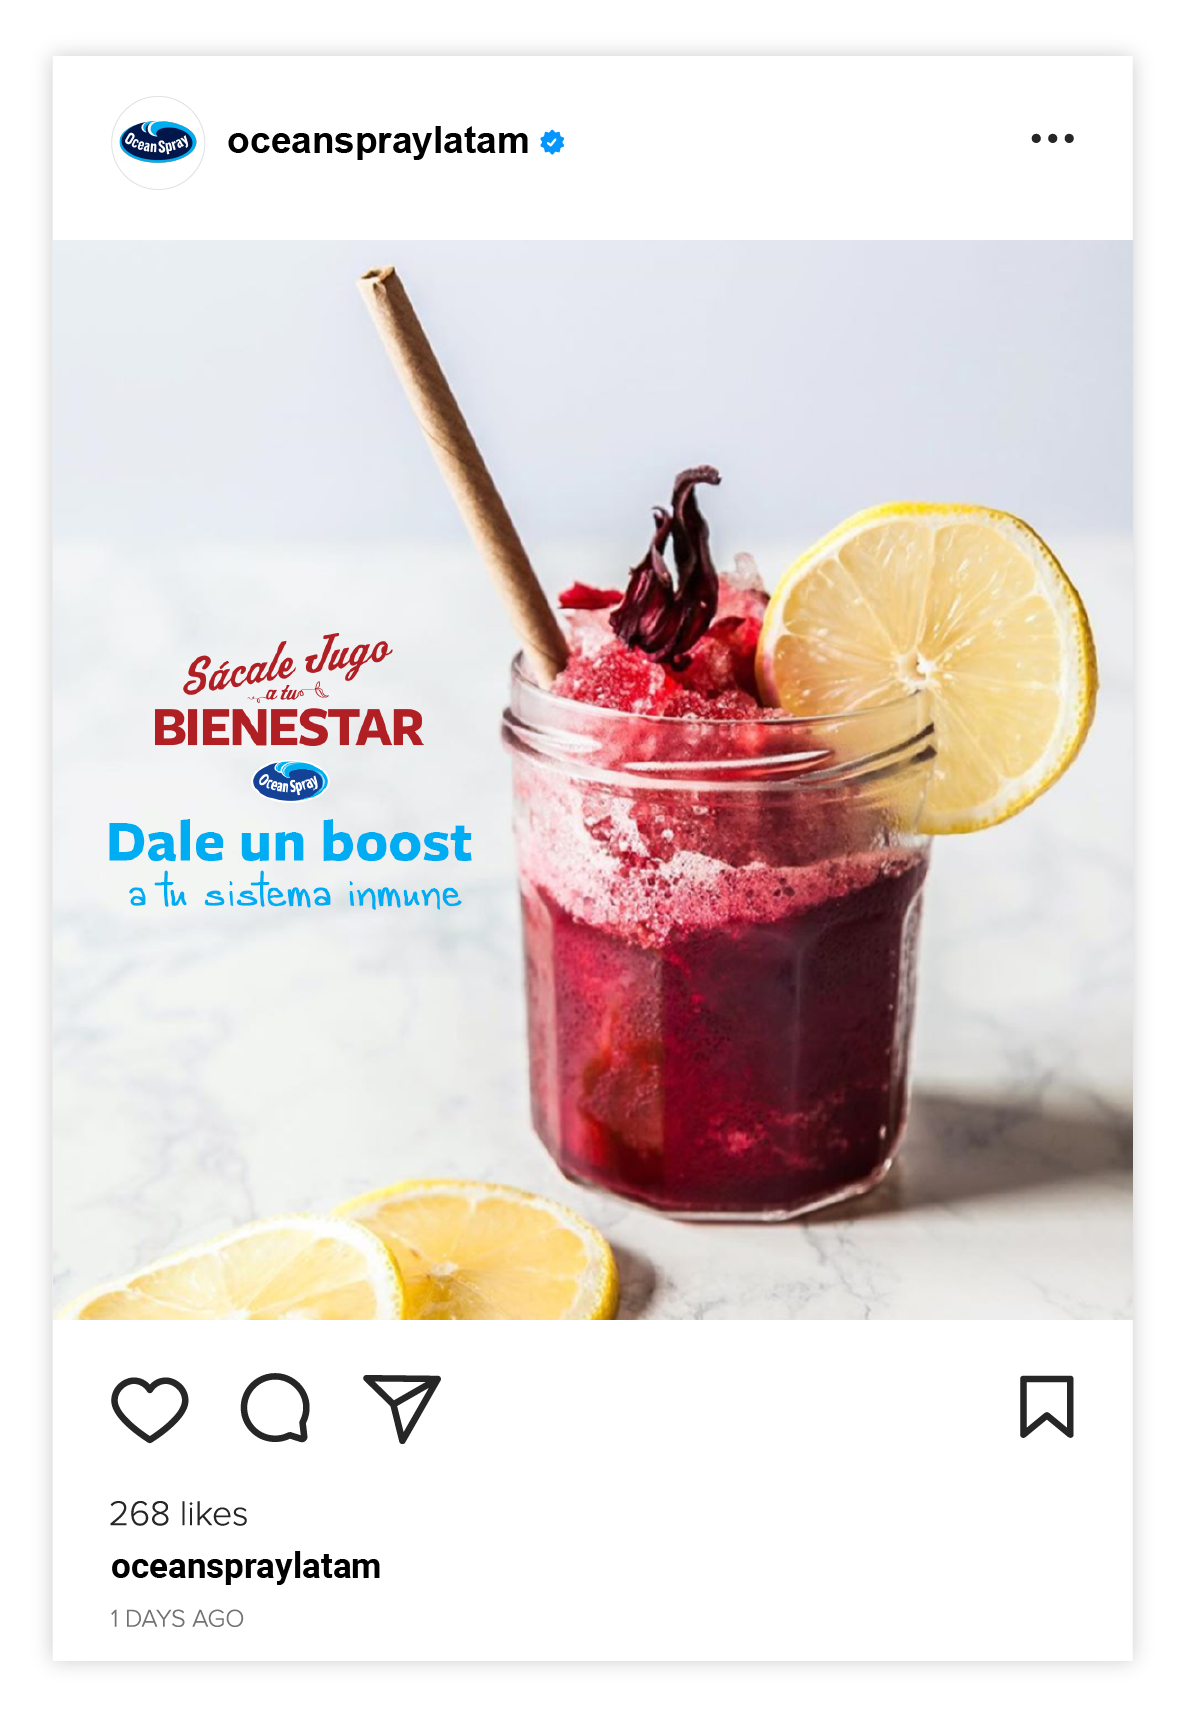 Ocean Spray
oceanspraylatam
Sácale Jugo
a tu
BIENESTAR
Ocean Spray
Dale un boost
a tu sistema inmune
268 likes
oceanspraylatam
1 DAYS AGO